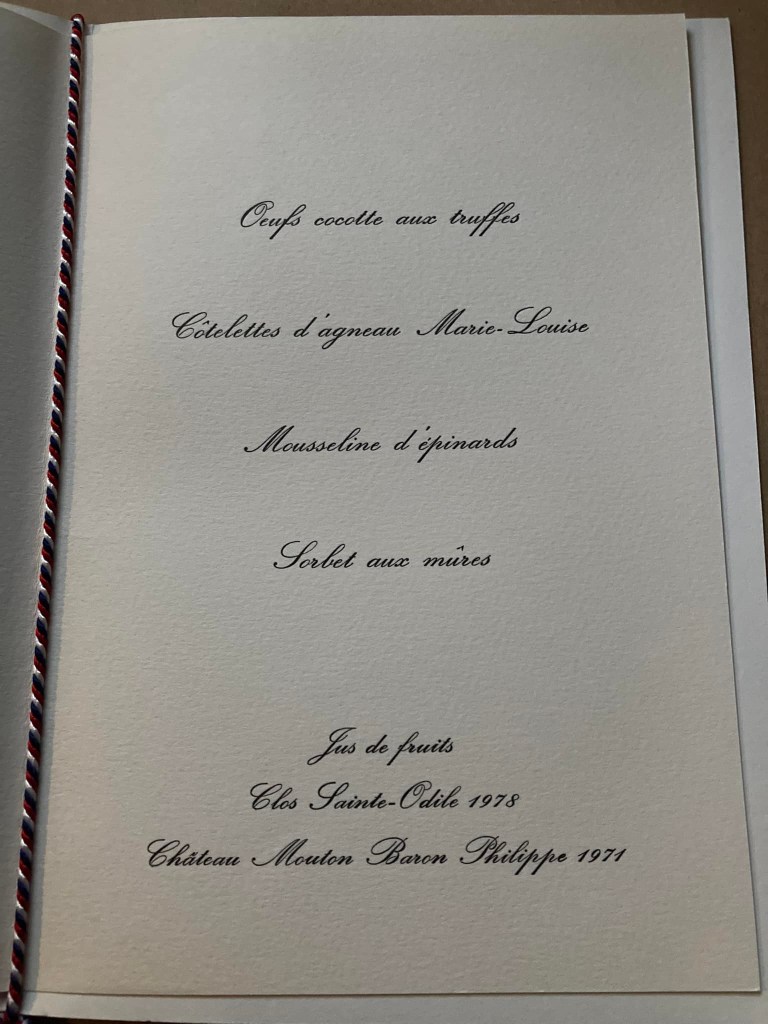 Oeufs cocotte aux truffes
Côtelettes d'agneau Marie-Louise
Mousseline d'épinards
Sorbet aux mûres
Jus de fruits
Clos Sainte-Odile 1978
Château Mouton Baron Philippe 1971